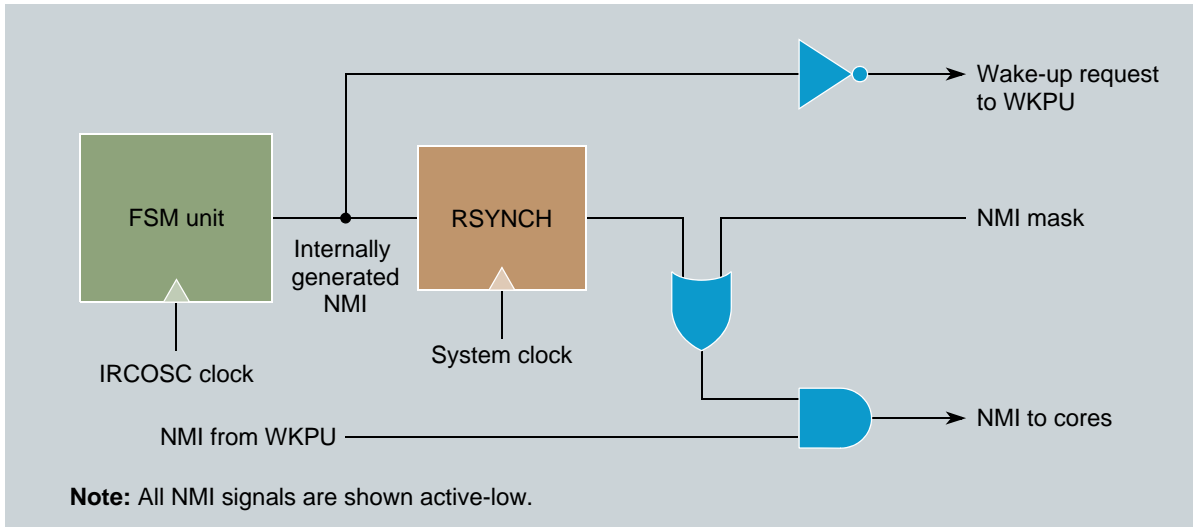 Wake-up request
to WKPU
FSM unit
RSYNCH
NMI mask
Internally
generated
NMI
System clock
IRCOSC clock
NMI to cores
NMI from WKPU
Note: All NMI signals are shown active-low.